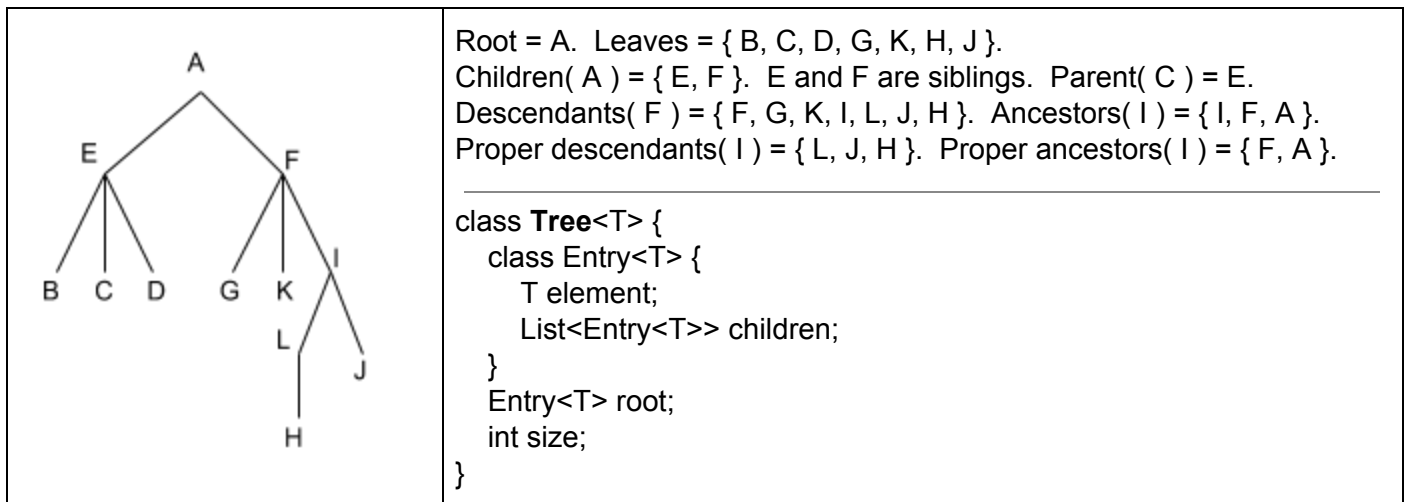 A
E F
B C D G K I
L J
H
Root = A. Leaves = { B, C, D, G, K, H, J }.
Children( A ) = { E, F }. E and F are siblings. Parent( C ) = E.
Descendants( F ) = { F, G, K, I, L, J, H }. Ancestors( I ) = { I, F, A }.
Proper descendants( I ) = { L, J, H }. Proper ancestors( I ) = { F, A }.
class Tree<T> {
class Entry<T> {
T element;
List<Entry<T>> children;
}
Entry<T> root;
int size;
}